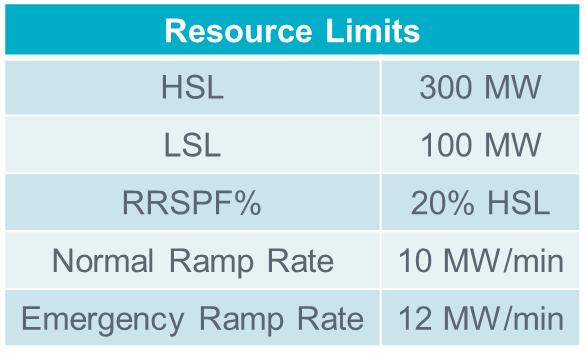 Resource Limits
HSL 300 MW
LSL 100 MW
RRSPF% 20% HSL
Normal Ramp Rate 10 MW/min
Emergency Ramp Rate 12 MW/min